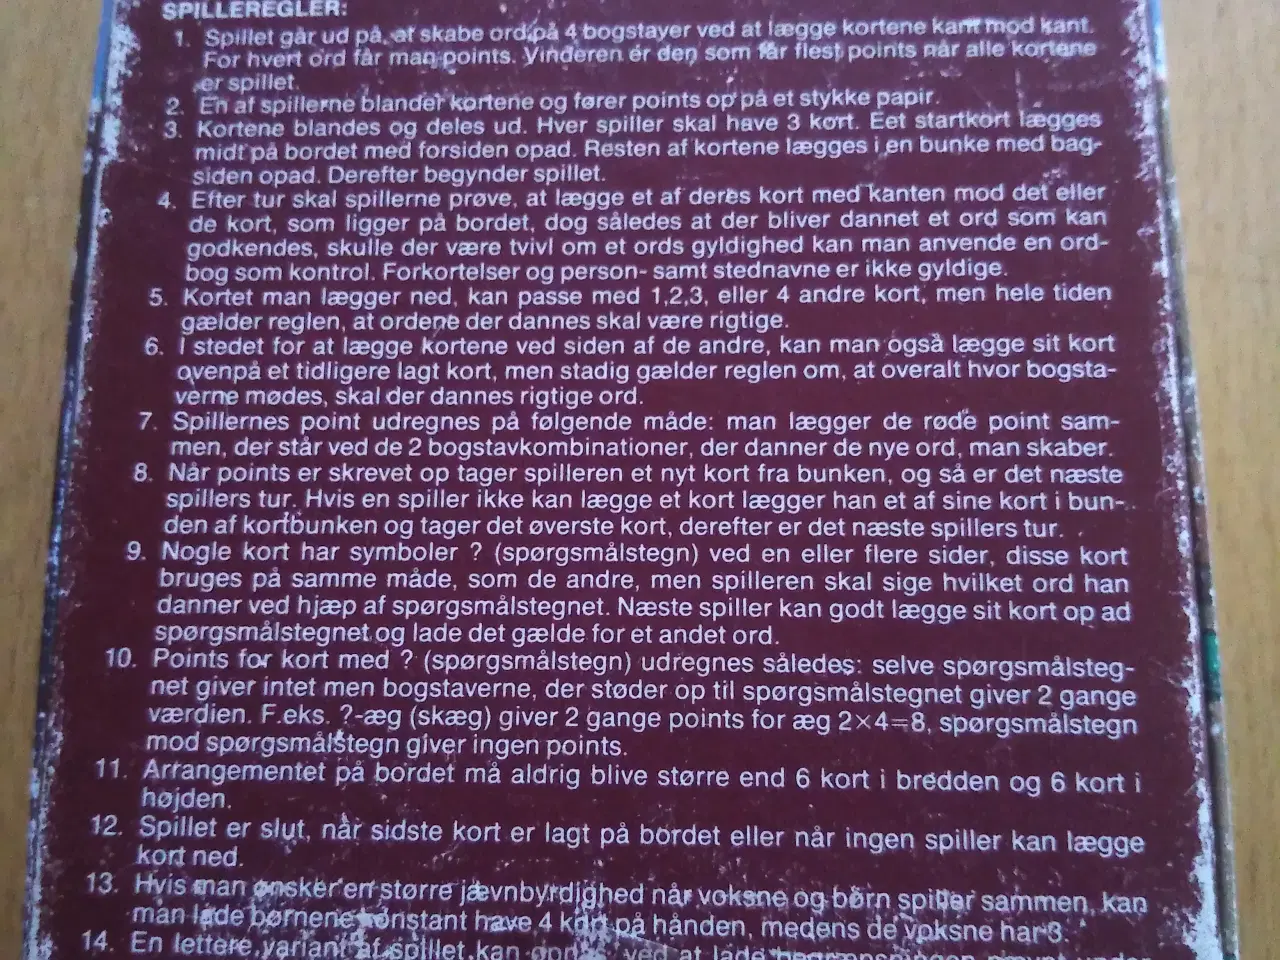 SPILLEREGLER:
1. Spillet går ud på, at skabe ord på 4 bogstayer ved at lægge kortene kant mod kant.
For hvert ord får man points. Vinderen er den som får flest points når alle kortene
er spillet.
2. En af spillerne blander kortene og fører points op på et stykke papir.
3. Kortene blandes og deles ud. Hver spiller skal have 3 kort. Eet startkort lægges
midt på bordet med forsiden opad. Resten af kortene lægges i en bunke med bag-
siden opad. Derefter begynder spillet.
4. Efter tur skal spillerne prøve, at lægge et af deres kort med kanten mod det eller
de kort, som ligger på bordet, dog således at der bliver dannet et ord som kan
godkendes, skulle der være tvivl om et ords gyldighed kan man anvende en ord-
bog som kontrol. Forkortelser og person- samt stednavne er ikke gyldige.
5. Kortet man lægger ned, kan passe med 1,2,3, eller 4 andre kort, men hele tiden
gælder reglen, at ordene der dannes skal være rigtige.
6. I stedet for at lægge kortene ved siden af de andre, kan man også lægge sit kort
ovenpå et tidligere lagt kort, men stadig gælder reglen om, at overalt hvor bogsta-
verne mødes, skal der dannes rigtige ord.
7. Spillernes point udregnes på følgende måde: man lægger de røde point sam-
men, der står ved de 2 bogstavkombinationer, der danner de nye ord, man skaber.
8. Når points er skrevet op tager spilleren et nyt kort fra bunken, og så er det næste
spillers tur. Hvis en spiller ikke kan lægge et kort lægger han et af sine kort i bun-
den af kortbunken og tager det øverste kort, derefter er det næste spillers tur.
9. Nogle kort har symboler ? (spørgsmålstegn) ved en eller flere sider, disse kort
bruges på samme måde, som de andre, men spilleren skal sige hvilket ord han
danner ved hjæp af spørgsmålstegnet. Næste spiller kan godt lægge sit kort op ad
spørgsmålstegnet og lade det gælde for et andet ord.
10. Points for kort med ? (spørgsmålstegn) udregnes således: selve spørgsmålsteg-
net giver intet men bogstaverne, der støder op til spørgsmålstegnet giver 2 gange
værdien. F.eks. ?-æg (skæg) giver 2 gange points for æg 2×4=8, spørgsmålstegn
mod spørgsmålstegn giver ingen points.
11. Arrangementet på bordet må aldrig blive større end 6 kort i bredden og 6 kort i
højden.
12. Spillet er slut, når sidste kort er lagt på bordet eller når ingen spiller kan lægge
kort ned.
13. Hvis man ønsker en større jævnbyrdighed når voksne og børn spiller sammen, kan
man lade børnene konstant have 4 kort på hånden, medens de voksne har 3.
14. En lettere variant af spillet kan ved at lade